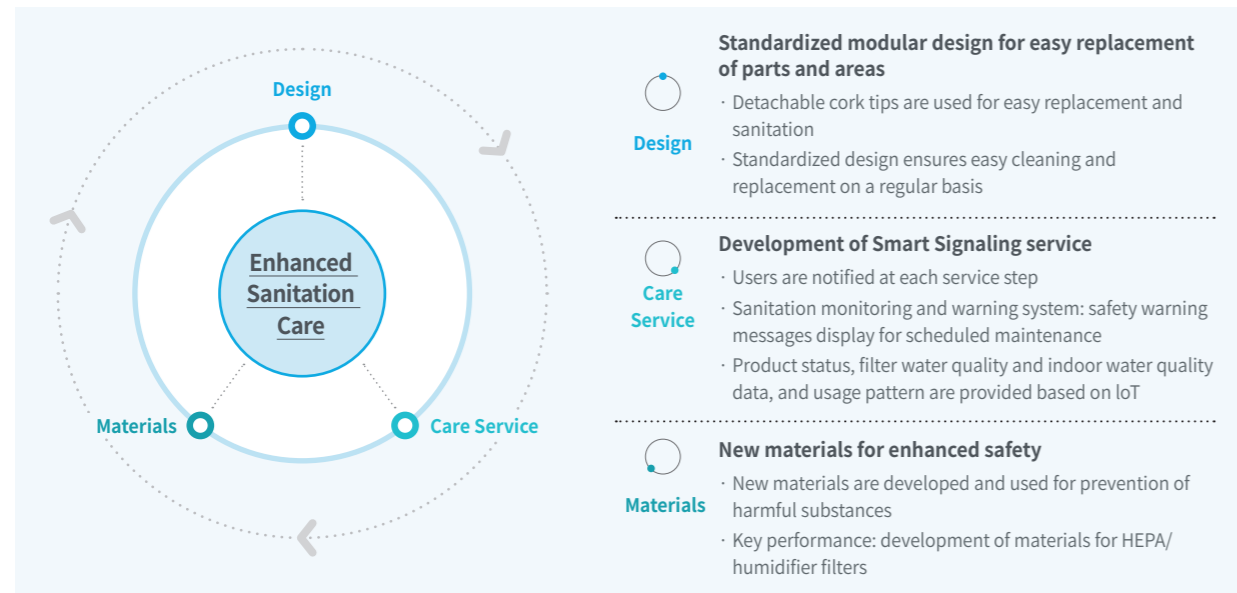 Design
Enhanced
Sanitation
Care
Materials
Care Service
Design
Standardized modular design for easy replacement
of parts and areas
· Detachable cork tips are used for easy replacement and
sanitation
· Standardized design ensures easy cleaning and
replacement on a regular basis
Care
Service
Development of Smart Signaling service
· Users are notified at each service step
· Sanitation monitoring and warning system: safety warning
messages display for scheduled maintenance
· Product status, filter water quality and indoor water quality
data, and usage pattern are provided based on loT
Materials
New materials for enhanced safety
· New materials are developed and used for prevention of
harmful substances
· Key performance: development of materials for HEPA/
humidifier filters